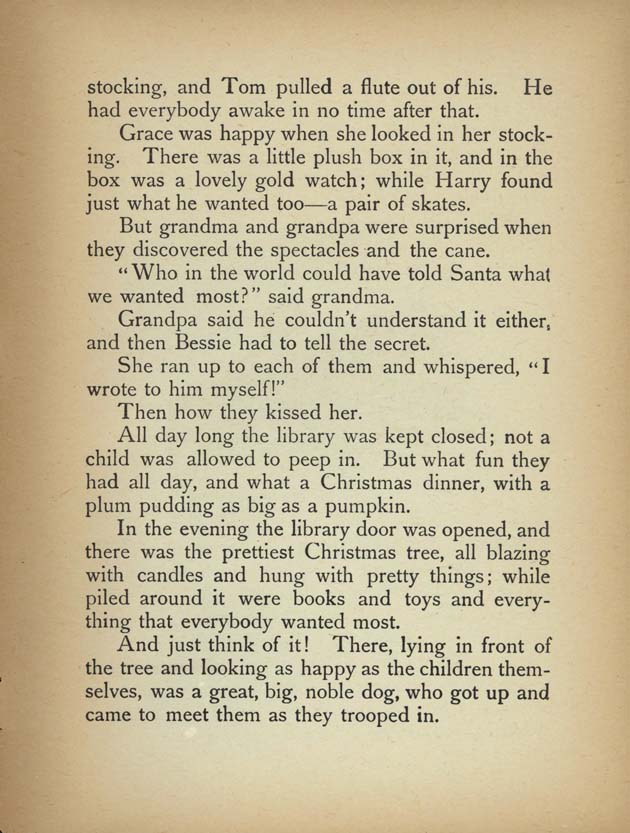 stocking, and Tom pulled a flute out of his. He
had everybody awake in no time after that.
Grace was happy when she looked in her stock-
ing. There was a little plush box in it, and in the
box was a lovely gold watch; while Harry found
just what he wanted too—a pair of skates.
But grandma and grandpa were surprised when
they discovered the spectacles and the cane.
"Who in the world could have told Santa what
we wanted most?" said grandma.
Grandpa said he couldn't understand it either,
and then Bessie had to tell the secret.
She ran up to each of them and whispered, "I
wrote to him myself!"
Then how they kissed her.
All day long the library was kept closed; not a
child was allowed to peep in. But what fun they
had all day, and what a Christmas dinner, with a
plum pudding as big as a pumpkin.
In the evening the library door was opened, and
there was the prettiest Christmas tree, all blazing
with candles and hung with pretty things; while
piled around it were books and toys and every-
thing that everybody wanted most.
And just think of it! There, lying in front of
the tree and looking as happy as the children them-
selves, was a great, big, noble dog, who got up and
came to meet them as they trooped in.